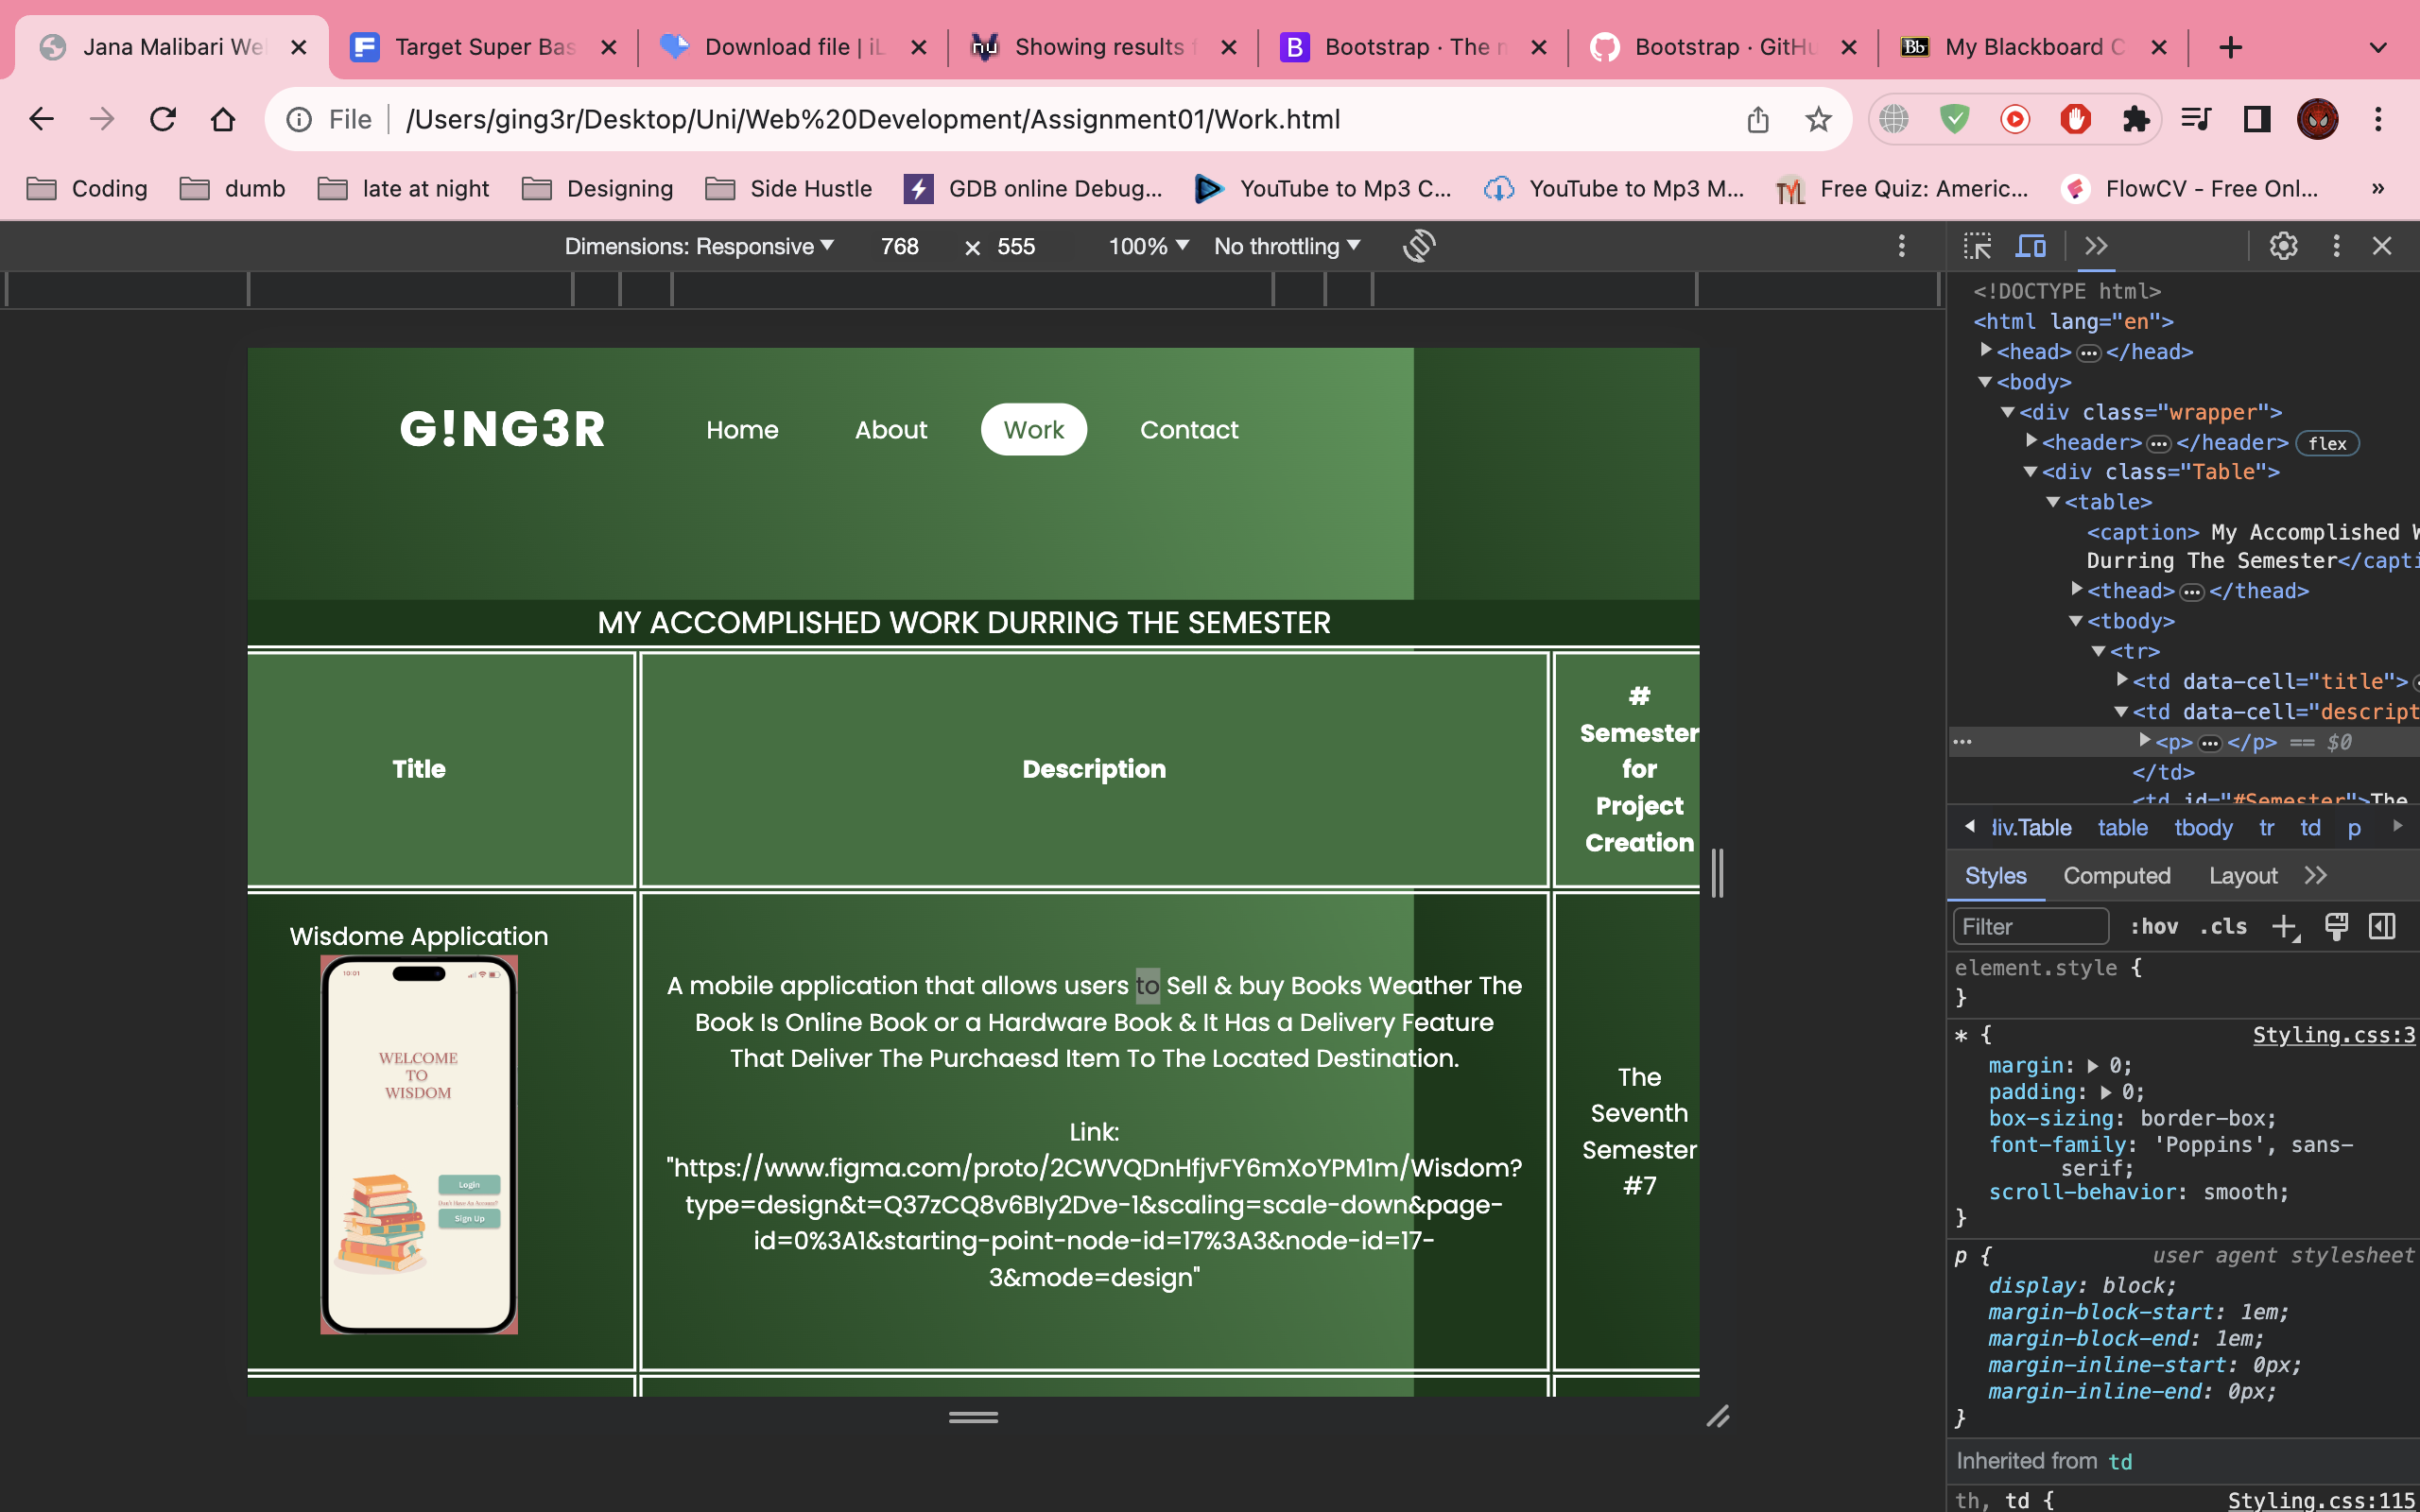 Jana Malibari We
Target Super Bas
Download file | iL
Showing results f
Bootstrap · The n
Bootstrap · GitHu
My Blackboard C
File
/Users/ging3r/Desktop/Uni/Web%20Development/Assignment01/Work.html
Coding
dumb
late at night
Designing
Side Hustle
GDB online Debug...
YouTube to Mp3 C...
YouTube to Mp3 M...
Free Quiz: Americ...
FlowCV - Free Onl...
»
Dimensions: Responsive
768 × 555
100%
No throttling
G!NG3R
Home
About
Work
Contact
MY ACCOMPLISHED WORK DURRING THE SEMESTER
Title
Description
#
Semester
for
Project
Creation
Wisdome Application
10:01
WELCOME
TO
WISDOM
Login
Don't Have An Account?
Sign Up
A mobile application that allows users to Sell & buy Books Weather The
Book Is Online Book or a Hardware Book & It Has a Delivery Feature
That Deliver The Purchaesd Item To The Located Destination.
Link:
"https://www.figma.com/proto/2CWVQDnHfjvFY6mXoYPM1m/Wisdom?
type=design&t=Q37zCQ8v6BIy2Dve-1&scaling=scale-down&page-
id=0%3A1&starting-point-node-id=17%3A3&node-id=17-
3&mode=design"
The
Seventh
Semester
#7
<!DOCTYPE html>
<html lang="en">
<head>…</head>
<body>
<div class="wrapper">
<header>…</header> flex
<div class="Table">
<table>
<caption> My Accomplished W
Durring The Semester</capti
<thead>…</thead>
<tbody>
<tr>
<td data-cell="title">
<td data-cell="descript
<p>…</p> == $0
</td>
<td id="#Semester">The
div.Table table tbody tr td p
Styles
Computed
Layout
Filter
:hov .cls
element.style {
}
* {
Styling.css:3
margin: 0;
padding: 0;
box-sizing: border-box;
font-family: 'Poppins', sans-
serif;
scroll-behavior: smooth;
}
p {
user agent stylesheet
display: block;
margin-block-start: 1em;
margin-block-end: 1em;
margin-inline-start: 0px;
margin-inline-end: 0px;
}
Inherited from td
th, td {
Styling.css:115